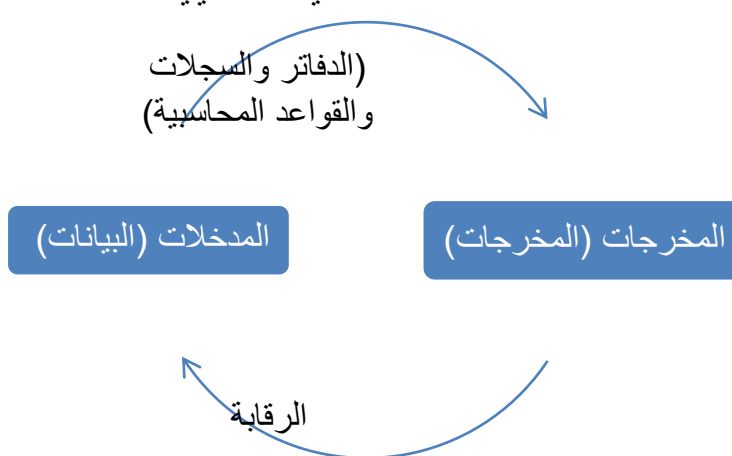 (الدفاتر والسجلات
والقواعد المحاسبية)
المدخلات (البيانات)
المخرجات (المخرجات)
الرقابة